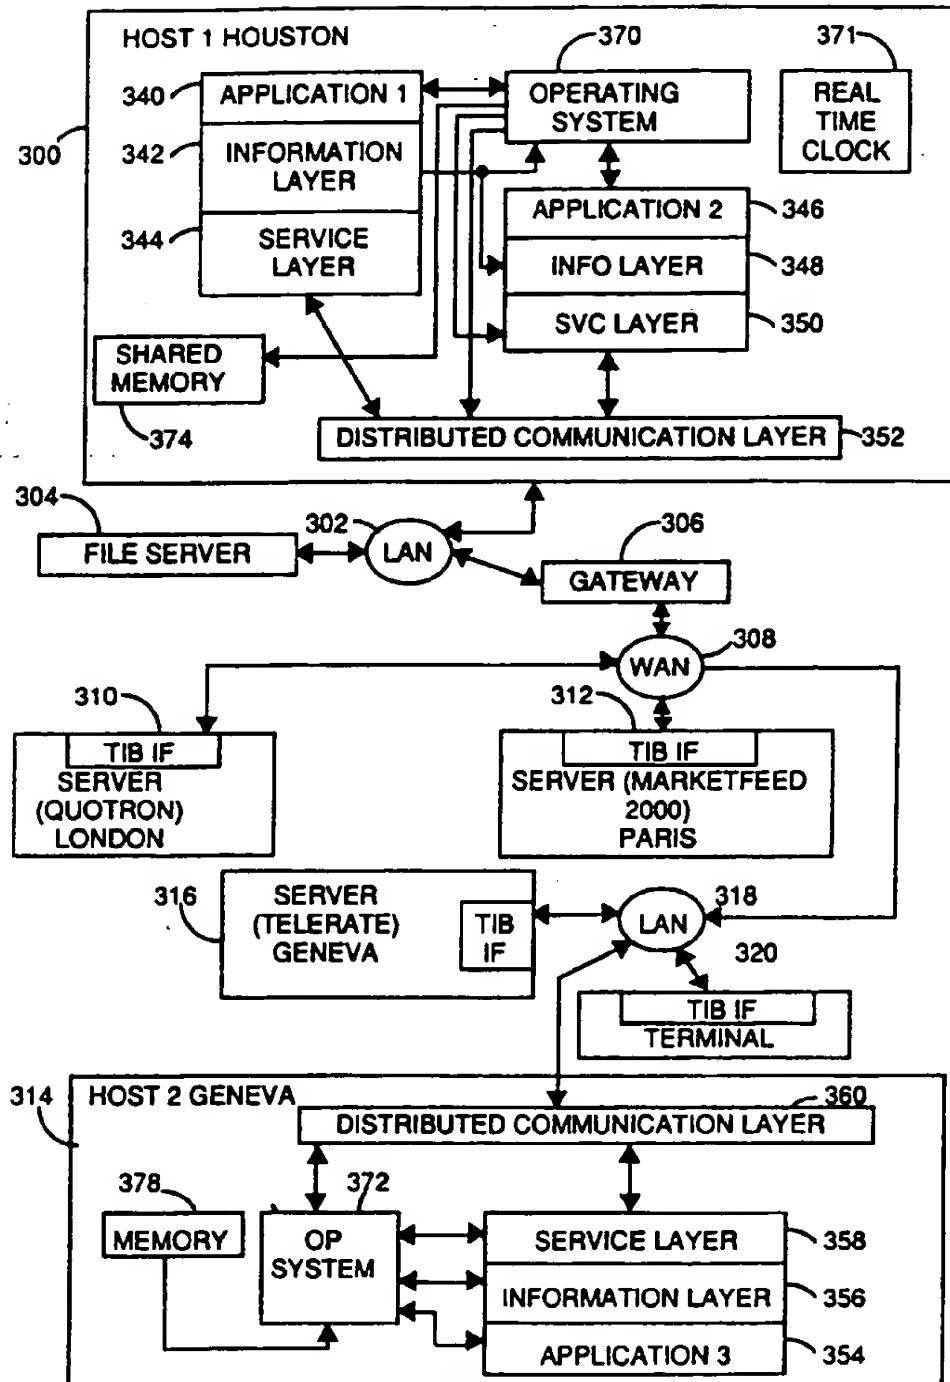 HOST 1 HOUSTON
370
371
340
APPLICATION 1
OPERATING
SYSTEM
REAL
TIME
CLOCK
300
342
INFORMATION
LAYER
344
SERVICE
LAYER
APPLICATION 2
346
INFO LAYER
348
SVC LAYER
350
SHARED
MEMORY
374
DISTRIBUTED COMMUNICATION LAYER
352
304
302
306
FILE SERVER
LAN
GATEWAY
308
WAN
310
312
TIB IF
SERVER
(QUOTRON)
LONDON
TIB IF
SERVER (MARKETFEED
2000)
PARIS
316
SERVER
(TELERATE)
GENEVA
TIB
IF
318
LAN
320
TIB IF
TERMINAL
314
HOST 2 GENEVA
360
DISTRIBUTED COMMUNICATION LAYER
378
372
MEMORY
OP
SYSTEM
SERVICE LAYER
358
INFORMATION LAYER
356
APPLICATION 3
354